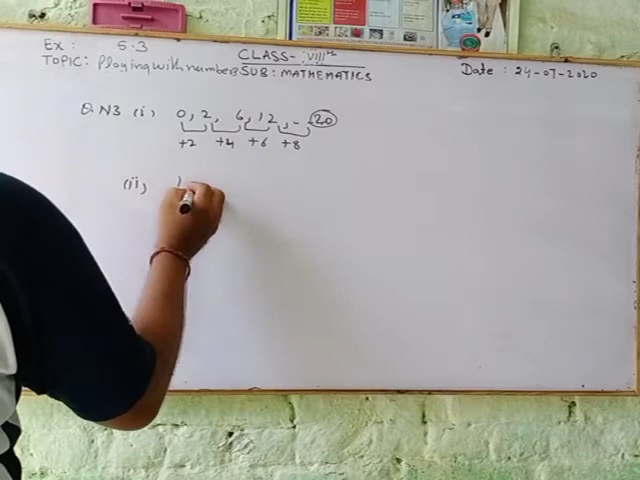 Ex : 5.3
CLASS- VIIIth
TOPIC: Playing with numbers SUB : MATHEMATICS
Date : 24-07-2020
Q.N3 (i) 0, 2, 6, 12, - - 20
+2 +4 +6 +8
(ii)